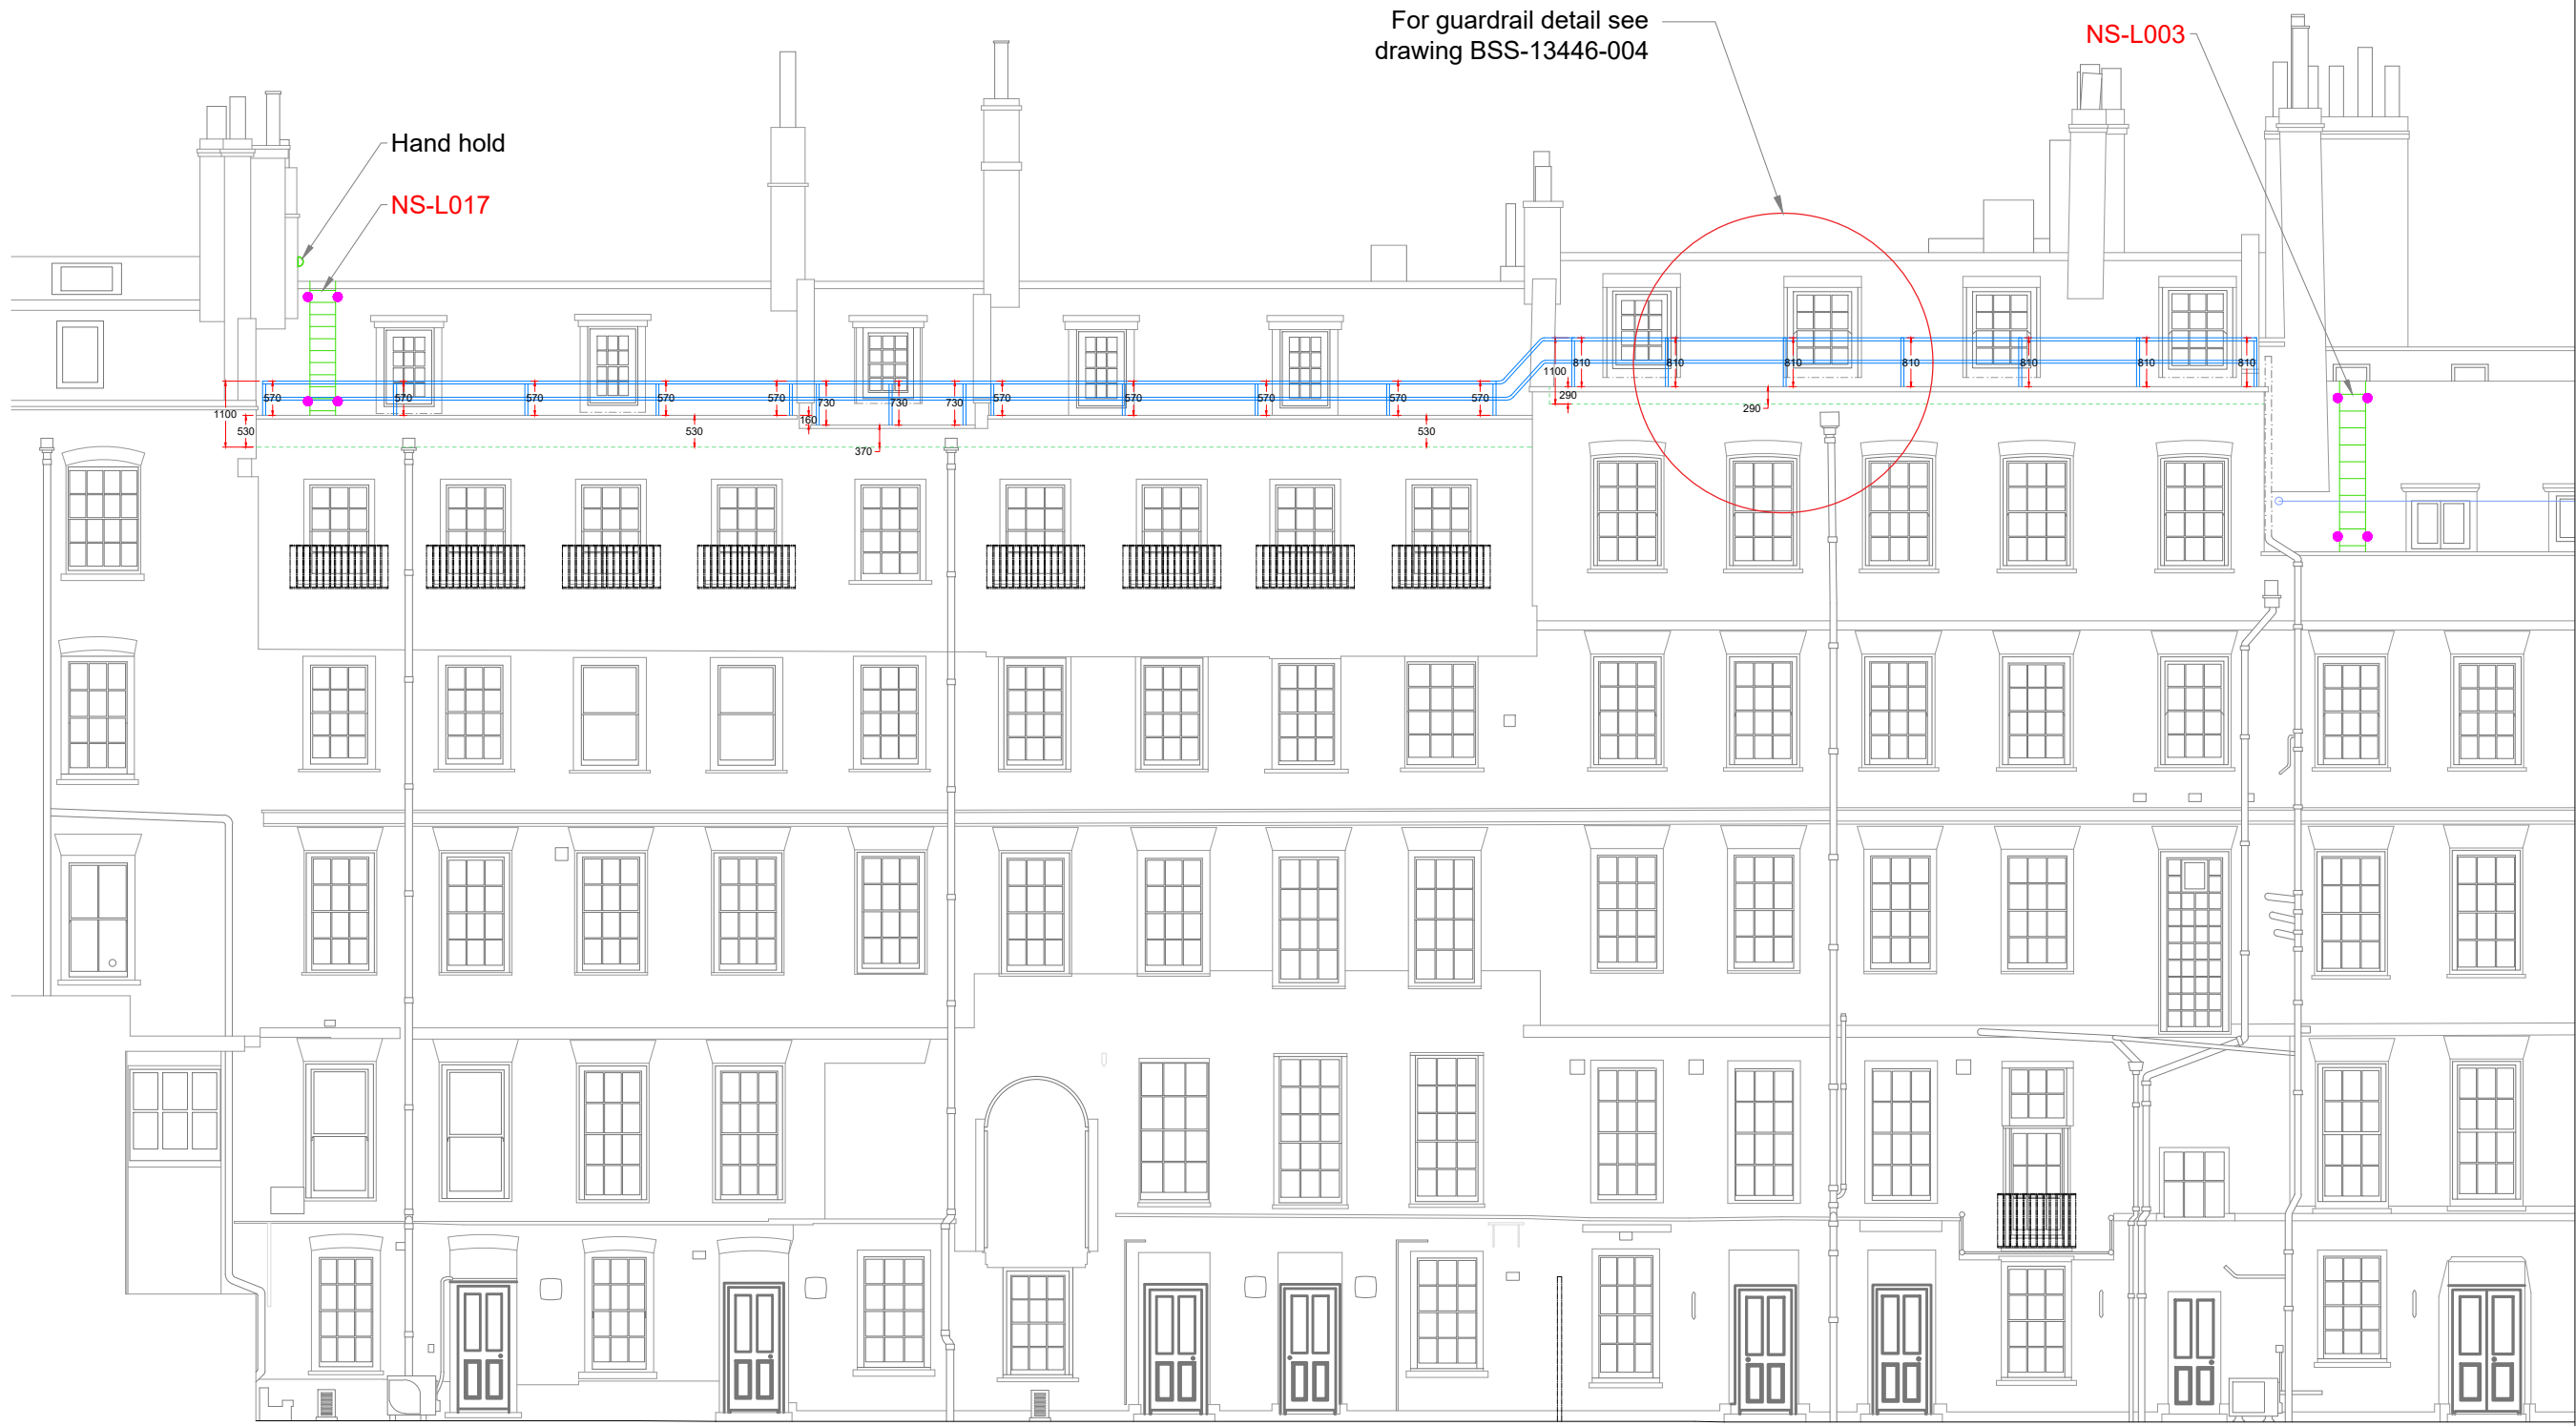 For guardrail detail see
drawing BSS-13446-004
NS-L003
Hand hold
NS-L017
810 810 810 810 810 810 810
1100
290
290
570 570 570 570 570 730 730 730 570 570 570 570 570
1100
530
530
160
370
530